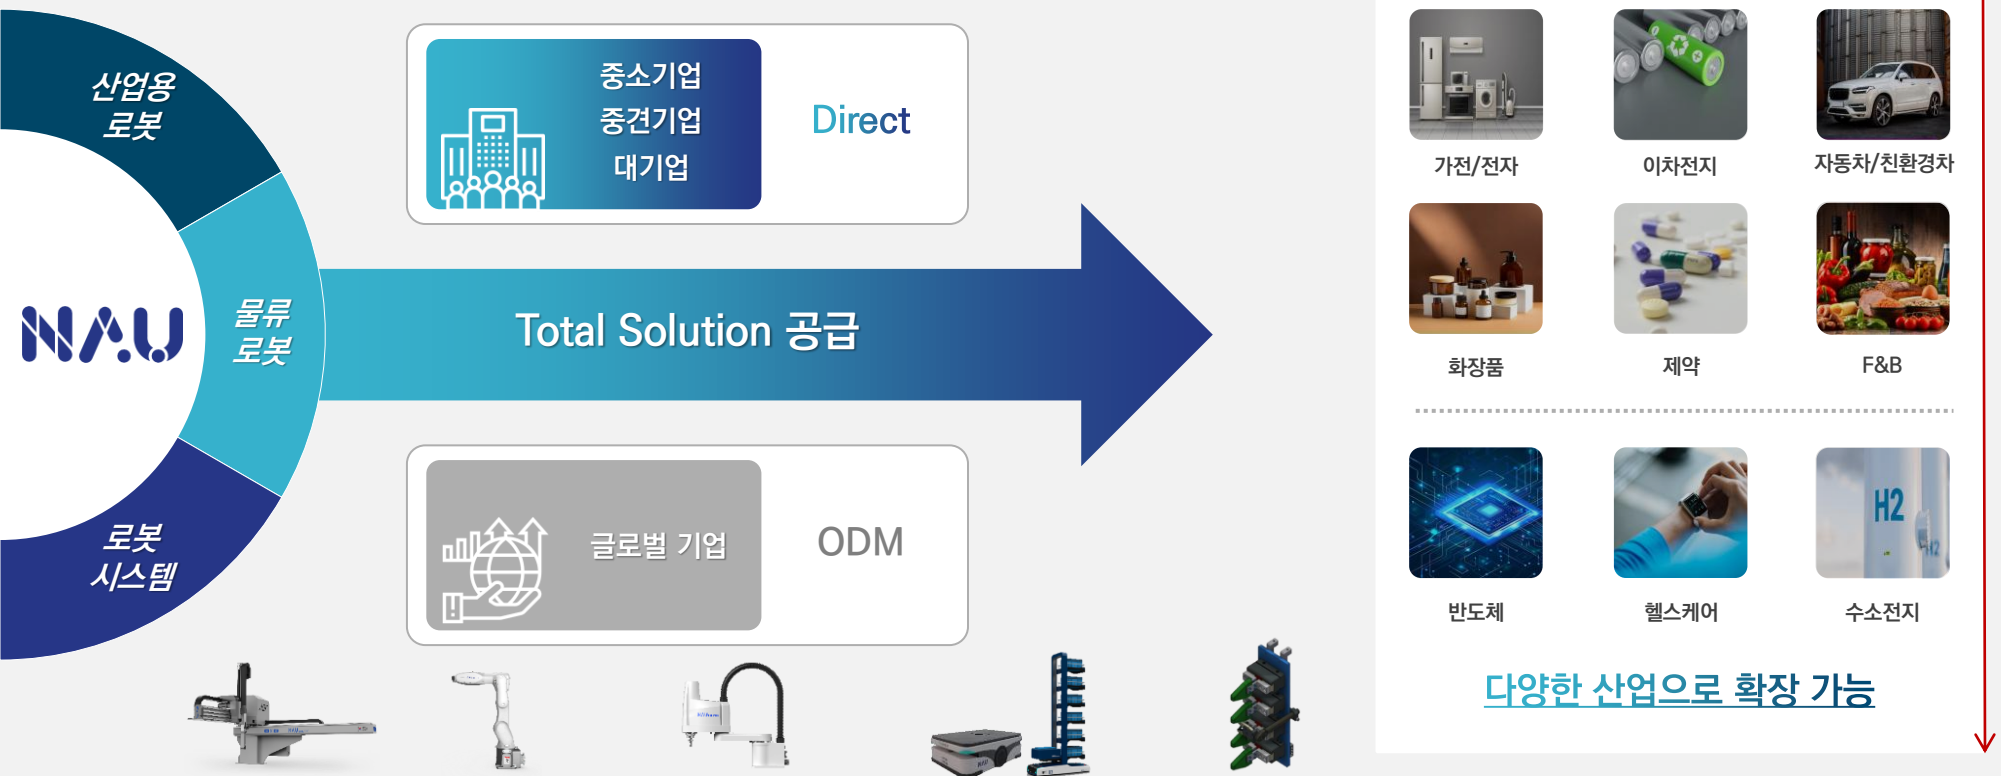 산업용
로봇
NAU
물류
로봇
로봇
시스템
중소기업
중견기업
대기업
Direct
Total Solution 공급
글로벌 기업
ODM
가전/전자
이차전지
자동차/친환경차
화장품
제약
F&B
H2
반도체
헬스케어
수소전지
다양한 산업으로 확장 가능